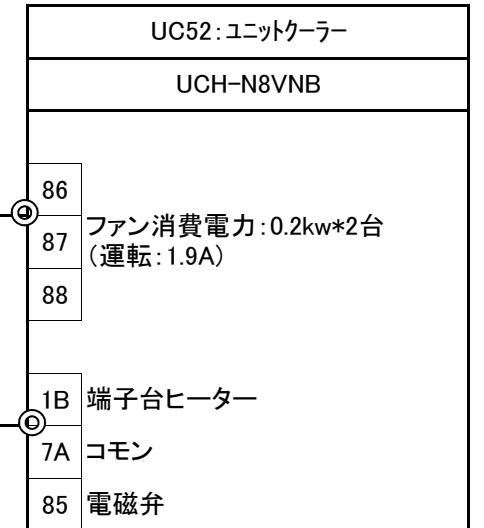 UC52:ユニットクーラー
UCH-N8VNB
86
87
88
ファン消費電力:0.2kw*2台
(運転:1.9A)
1B 端子台ヒーター
7A コモン
85 電磁弁